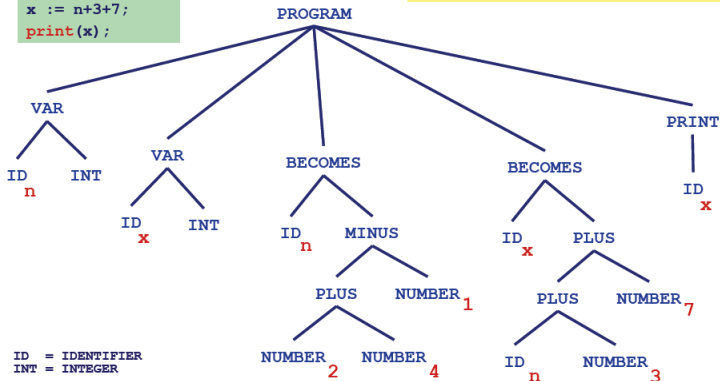 x := n+3+7;
print(x);
PROGRAM
VAR
PRINT
VAR
BECOMES
BECOMES
ID n
INT
ID x
ID x
INT
ID n
MINUS
ID x
PLUS
PLUS
NUMBER 1
PLUS
NUMBER 7
NUMBER 2
NUMBER 4
ID n
NUMBER 3
ID = IDENTIFIER
INT = INTEGER